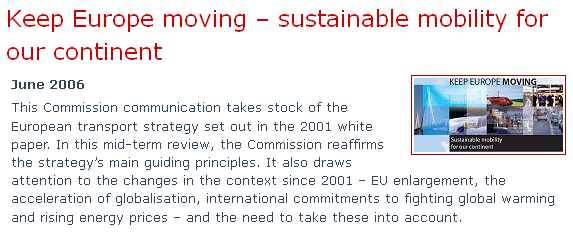 Keep Europe moving – sustainable mobility for
our continent
June 2006
KEEP EUROPE MOVING
Sustainable mobility
for our continent
This Commission communication takes stock of the
European transport strategy set out in the 2001 white
paper. In this mid-term review, the Commission reaffirms
the strategy's main guiding principles. It also draws
attention to the changes in the context since 2001 – EU enlargement, the
acceleration of globalisation, international commitments to fighting global warming
and rising energy prices – and the need to take these into account.